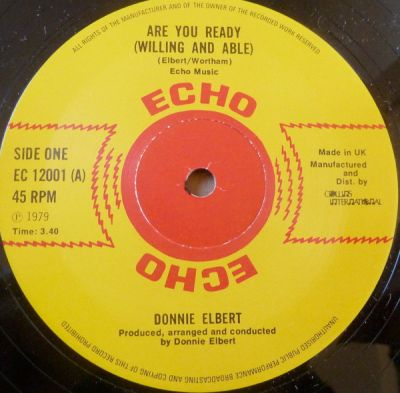 ALL RIGHTS OF THE MANUFACTURER AND OF THE OWNER OF THE RECORDED WORK RESERVED
ARE YOU READY
(WILLING AND ABLE)
(Elbert/Wortham)
Echo Music
ECHO
SIDE ONE
EC 12001 (A)
45 RPM
℗ 1979
Time: 3.40
Made in UK
Manufactured
and
Dist. by
COLLINS
INTERNATIONAL
ECHO
DONNIE ELBERT
Produced, arranged and conducted
by Donnie Elbert
UNAUTHORISED PUBLIC PERFORMANCE BROADCASTING AND COPYING OF THIS RECORD PROHIBITED